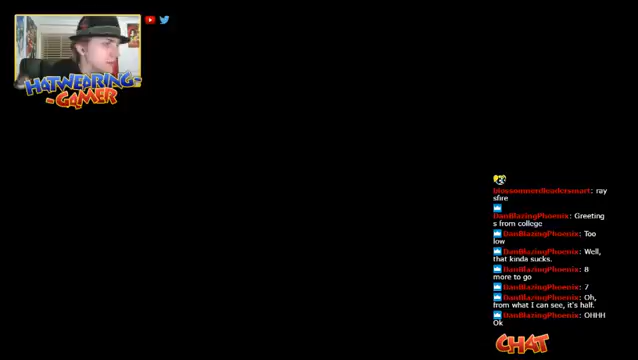 HATWEARING-
-GAMER
blossomnerdleadersmart: ray
sfire
DanBlazingPhoenix: Greeting
s from college
DanBlazingPhoenix: Too
low
DanBlazingPhoenix: Well,
that kinda sucks.
DanBlazingPhoenix: 8
more to go
DanBlazingPhoenix: 7
DanBlazingPhoenix: Oh,
from what I can see, it's half.
DanBlazingPhoenix: OHHH
Ok
CHAT